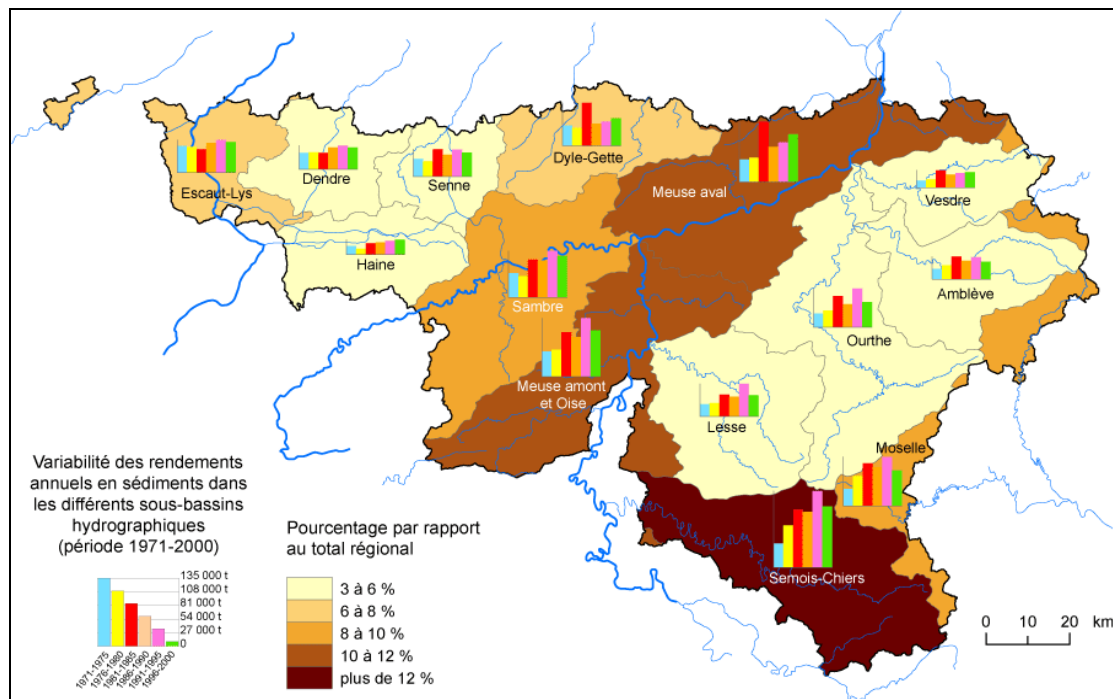 Escaut-Lys
Dendre
Senne
Dyle-Gette
Meuse aval
Vesdre
Haine
Sambre
Amblève
Ourthe
Meuse amont
et Oise
Lesse
Moselle
Semois-Chiers
Variabilité des rendements
annuels en sédiments dans
les différents sous-bassins
hydrographiques
(période 1971-2000)
135 000 t
108 000 t
81 000 t
54 000 t
27 000 t
0
1971-1975
1976-1980
1981-1985
1986-1990
1991-1995
1996-2000
Pourcentage par rapport
au total régional
3 à 6 %
6 à 8 %
8 à 10 %
10 à 12 %
plus de 12 %
0 10 20 km